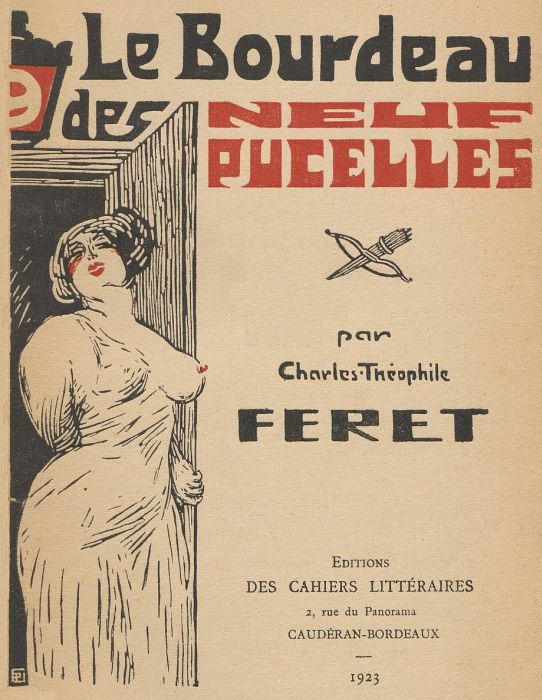 Le Bourdeau
9
des NEUF
PUCELLES
par
Charles-Théophile
FERET
EDITIONS
DES CAHIERS LITTÉRAIRES
2, rue du Panorama
CAUDÉRAN-BORDEAUX
1923